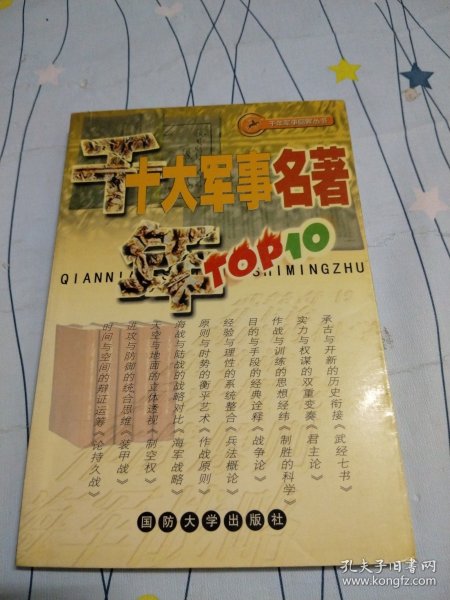 千年军事回眸丛书
千年
十大军事名著
TOP10
QIANNI
SHIMINGZHU
承古与开新的历史衔接《武经七书》
实力与权谋的双重变奏《君主论》
作战与训练的思想经纬《制胜的科学》
目的与手段的经典诠释《战争论》
经验与理性的系统整合《兵法概论》
原则与时势的衡平艺术《作战原则》
海战与陆战的战略对比《海军战略》
天空与地面的立体透视《制空权》
进攻与防御的统合思维《装甲战》
时间与空间的辩证运筹《论持久战》
国防大学出版社
孔夫子旧书网
www.kongfz.com